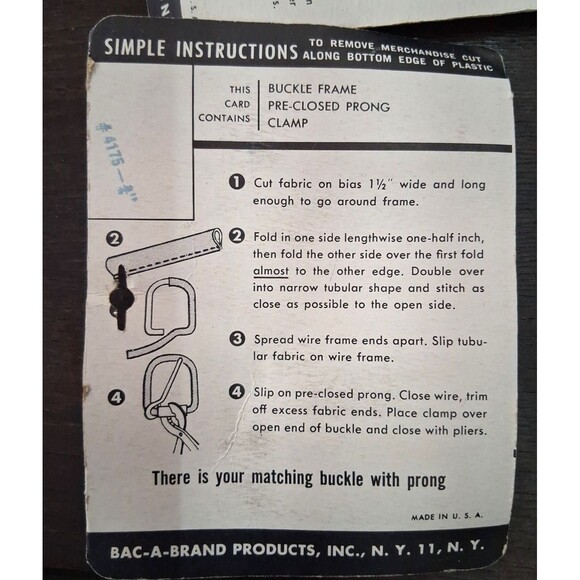 SIMPLE INSTRUCTIONS TO REMOVE MERCHANDISE CUT
ALONG BOTTOM EDGE OF PLASTIC
THIS
CARD
CONTAINS
BUCKLE FRAME
PRE-CLOSED PRONG
CLAMP
# 4175—
1 Cut fabric on bias 1½" wide and long
enough to go around frame.
2
2 Fold in one side lengthwise one-half inch,
then fold the other side over the first fold
almost to the other edge. Double over
into narrow tubular shape and stitch as
close as possible to the open side.
3 Spread wire frame ends apart. Slip tubu-
lar fabric on wire frame.
4
4 Slip on pre-closed prong. Close wire, trim
off excess fabric ends. Place clamp over
open end of buckle and close with pliers.
There is your matching buckle with prong
MADE IN U. S. A.
BAC-A-BRAND PRODUCTS, INC., N. Y. 11, N. Y.